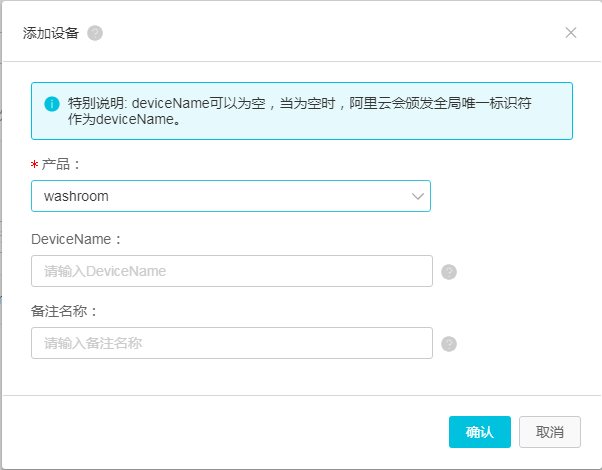 添加设备 ?
特别说明: deviceName可以为空，当为空时，阿里云会颁发全局唯一标识符
作为deviceName。
* 产品：
washroom
DeviceName：
请输入DeviceName ?
备注名称：
请输入备注名称 ?
确认 取消